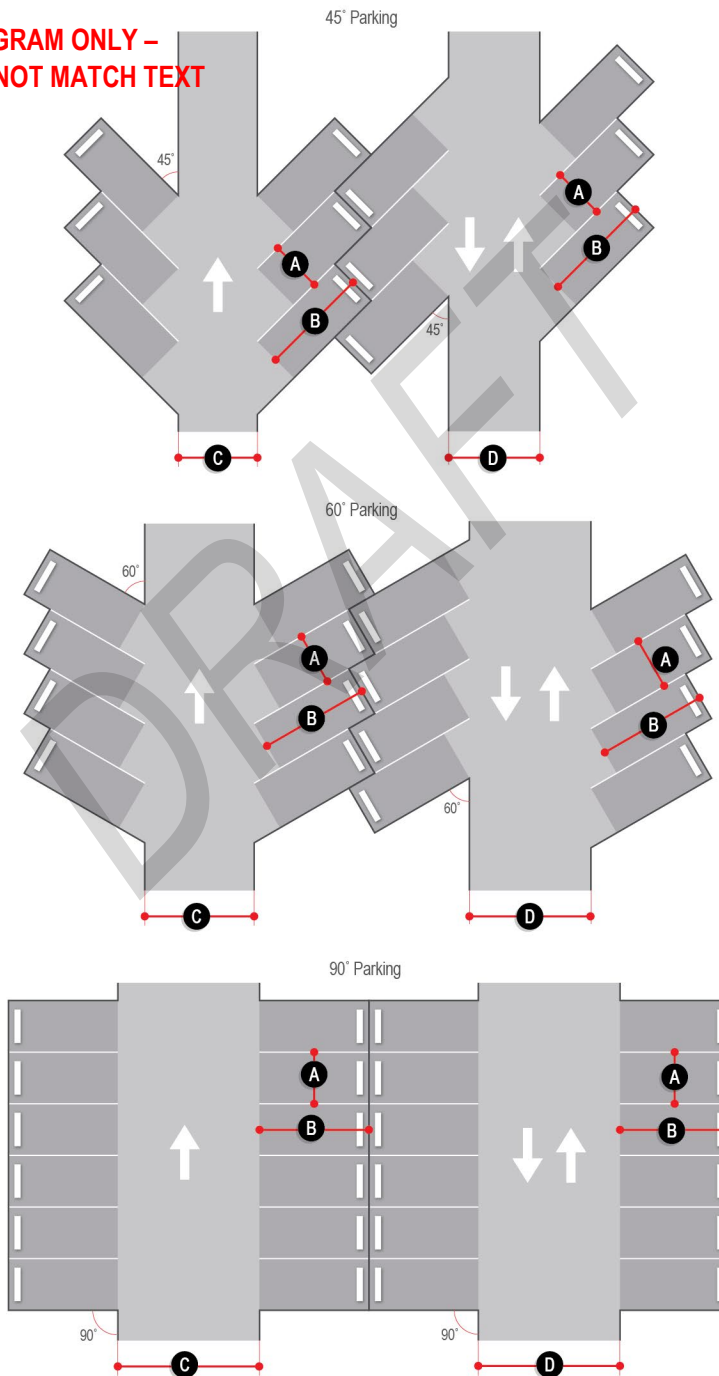 45° Parking
GRAM ONLY –
NOT MATCH TEXT
45°
A
B
C
45°
A
B
D
60° Parking
60°
A
B
C
60°
A
B
D
90° Parking
A
B
90°
C
A
B
90°
D
DRAFT